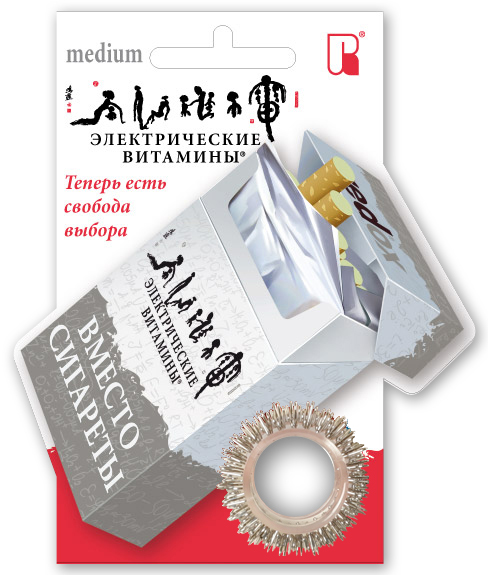 medium
R®
ЭЛЕКТРИЧЕСКИЕ
ВИТАМИНЫ®
Теперь есть
свобода
выбора
ЭЛЕКТРИЧЕСКИЕ
ВИТАМИНЫ®
ВМЕСТО
СИГАРЕТЫ